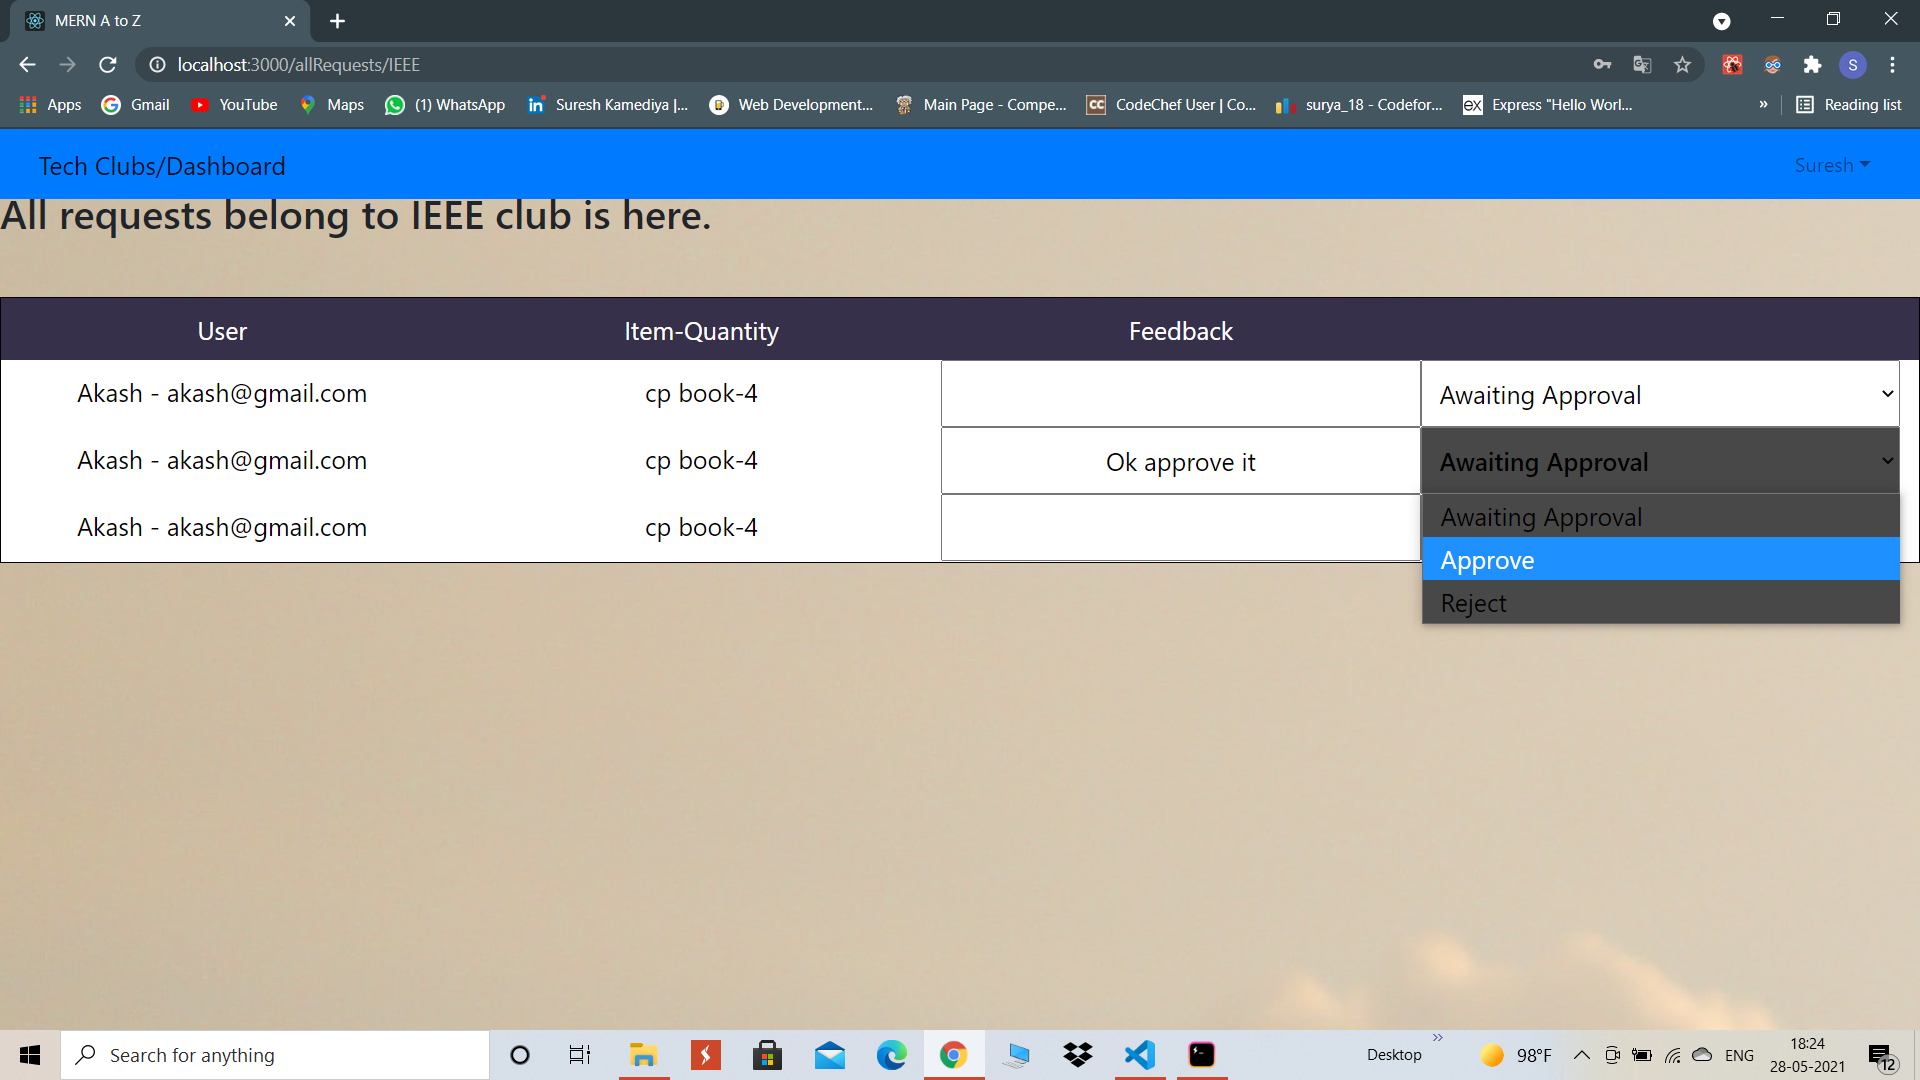 MERN A to Z
localhost:3000/allRequests/IEEE
S
Apps Gmail YouTube Maps (1) WhatsApp Suresh Kamediya |... Web Development... Main Page - Compe... CodeChef User | Co... surya_18 - Codefor... Express "Hello Worl... » Reading list
Tech Clubs/Dashboard Suresh
All requests belong to IEEE club is here.
User Item-Quantity Feedback
Akash - akash@gmail.com cp book-4 Awaiting Approval
Akash - akash@gmail.com cp book-4 Ok approve it Awaiting Approval
Awaiting Approval
Akash - akash@gmail.com cp book-4
Approve
Reject
Search for anything Desktop » 98°F ENG 18:24
28-05-2021 12